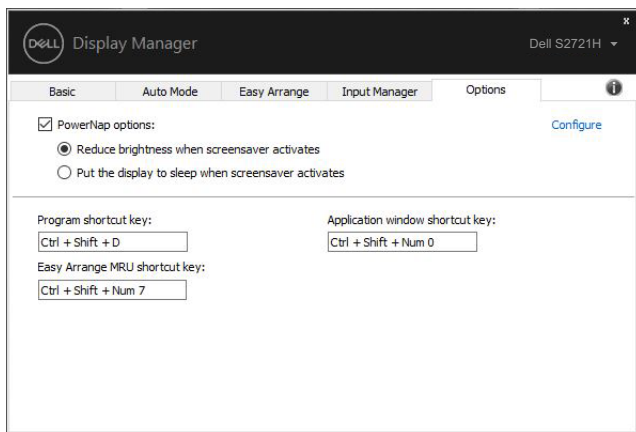 x
DELL Display Manager
Dell S2721H
Basic Auto Mode Easy Arrange Input Manager Options
PowerNap options:
Configure
Reduce brightness when screensaver activates
Put the display to sleep when screensaver activates
Program shortcut key:
Application window shortcut key:
Ctrl + Shift + D
Ctrl + Shift + Num 0
Easy Arrange MRU shortcut key:
Ctrl + Shift + Num 7